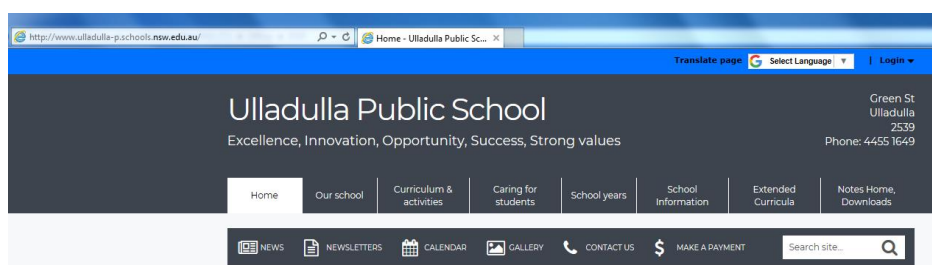 http://www.ulladulla-p.schools.nsw.edu.au/
Home - Ulladulla Public Sc...
Translate page Select Language | Login
Ulladulla Public School
Excellence, Innovation, Opportunity, Success, Strong values
Green St
Ulladulla
2539
Phone: 4455 1649
Home
Our school
Curriculum &
activities
Caring for
students
School years
School
Information
Extended
Curricula
Notes Home,
Downloads
NEWS NEWSLETTERS CALENDAR GALLERY CONTACT US $ MAKE A PAYMENT Search site...